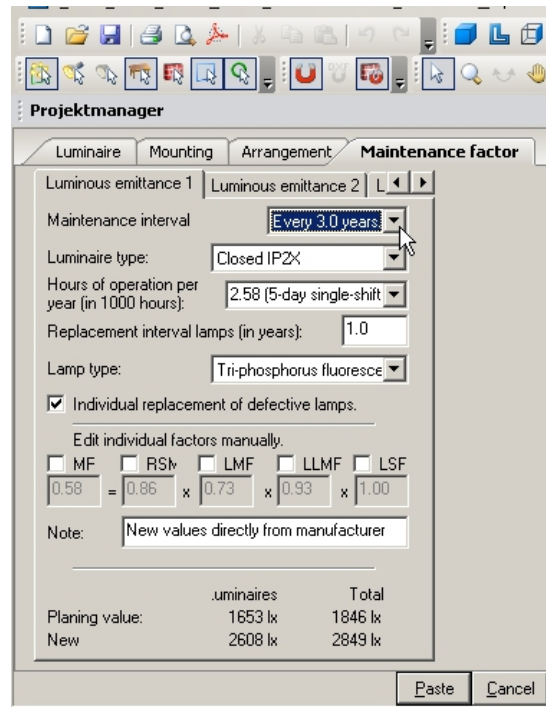 Projektmanager
Luminaire Mounting Arrangement Maintenance factor
Luminous emittance 1 Luminous emittance 2 L
Maintenance interval Every 3.0 years
Luminaire type: Closed IP2X
Hours of operation per
year (in 1000 hours): 2.58 (5-day single-shift
Replacement interval lamps (in years): 1.0
Lamp type: Tri-phosphorus fluoresce
Individual replacement of defective lamps.
Edit individual factors manually.
MF RSM LMF LLMF LSF
0.58 = 0.86 x 0.73 x 0.93 x 1.00
Note: New values directly from manufacturer
.uminaires Total
Planing value: 1653 lx 1846 lx
New 2608 lx 2849 lx
Paste Cancel